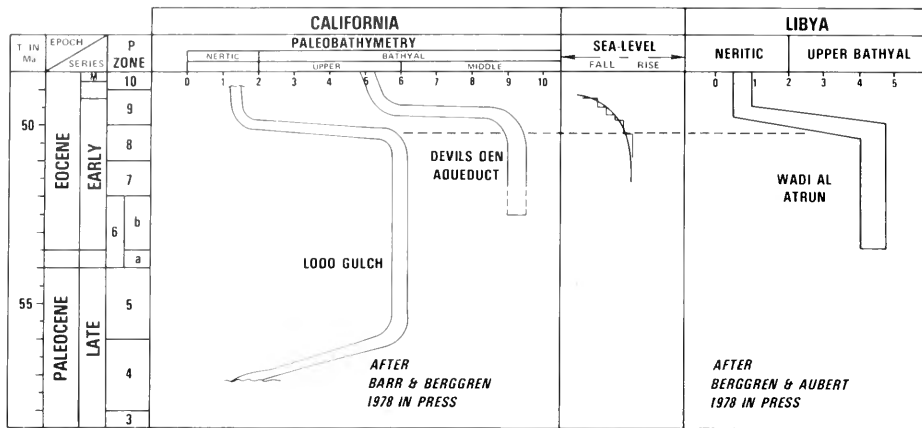 CALIFORNIA
LIBYA
T IN Ma
EPOCH
SERIES
P ZONE
PALEOBATHYMETRY
NERTIC
BATHYAL
UPPER
MIDDLE
0 1 2 3 4 5 6 7 8 9 10
SEA-LEVEL
FALL RISE
NERITIC
UPPER BATHYAL
0 1 2 3 4 5
50
55
EOCENE
PALEOCENE
M
EARLY
LATE
10
9
8
7
6
b
a
5
4
3
DEVILS DEN
AQUEDUCT
LODO GULCH
WADI AL
ATRUN
AFTER
BARR & BERGGREN
1978 IN PRESS
AFTER
BERGGREN & AUBERT
1978 IN PRESS